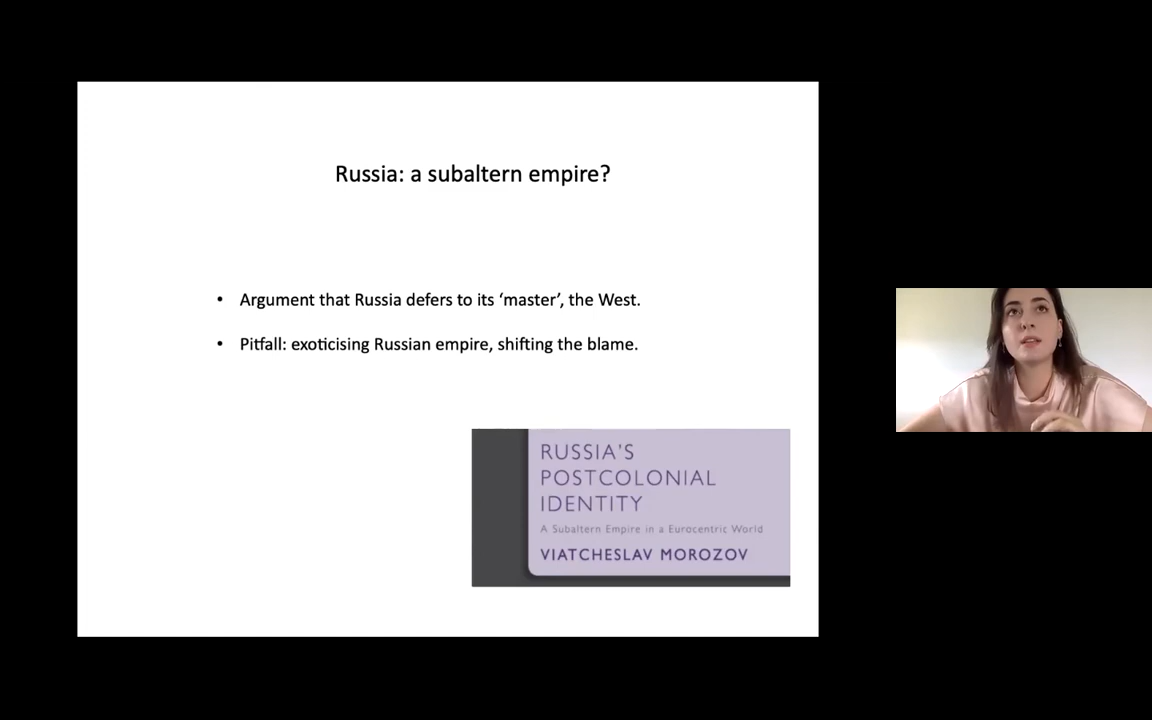 Russia: a subaltern empire?
• Argument that Russia defers to its ‘master’, the West.
• Pitfall: exoticising Russian empire, shifting the blame.
RUSSIA'S
POSTCOLONIAL
IDENTITY
A Subaltern Empire in a Eurocentric World
VIATCHESLAV MOROZOV